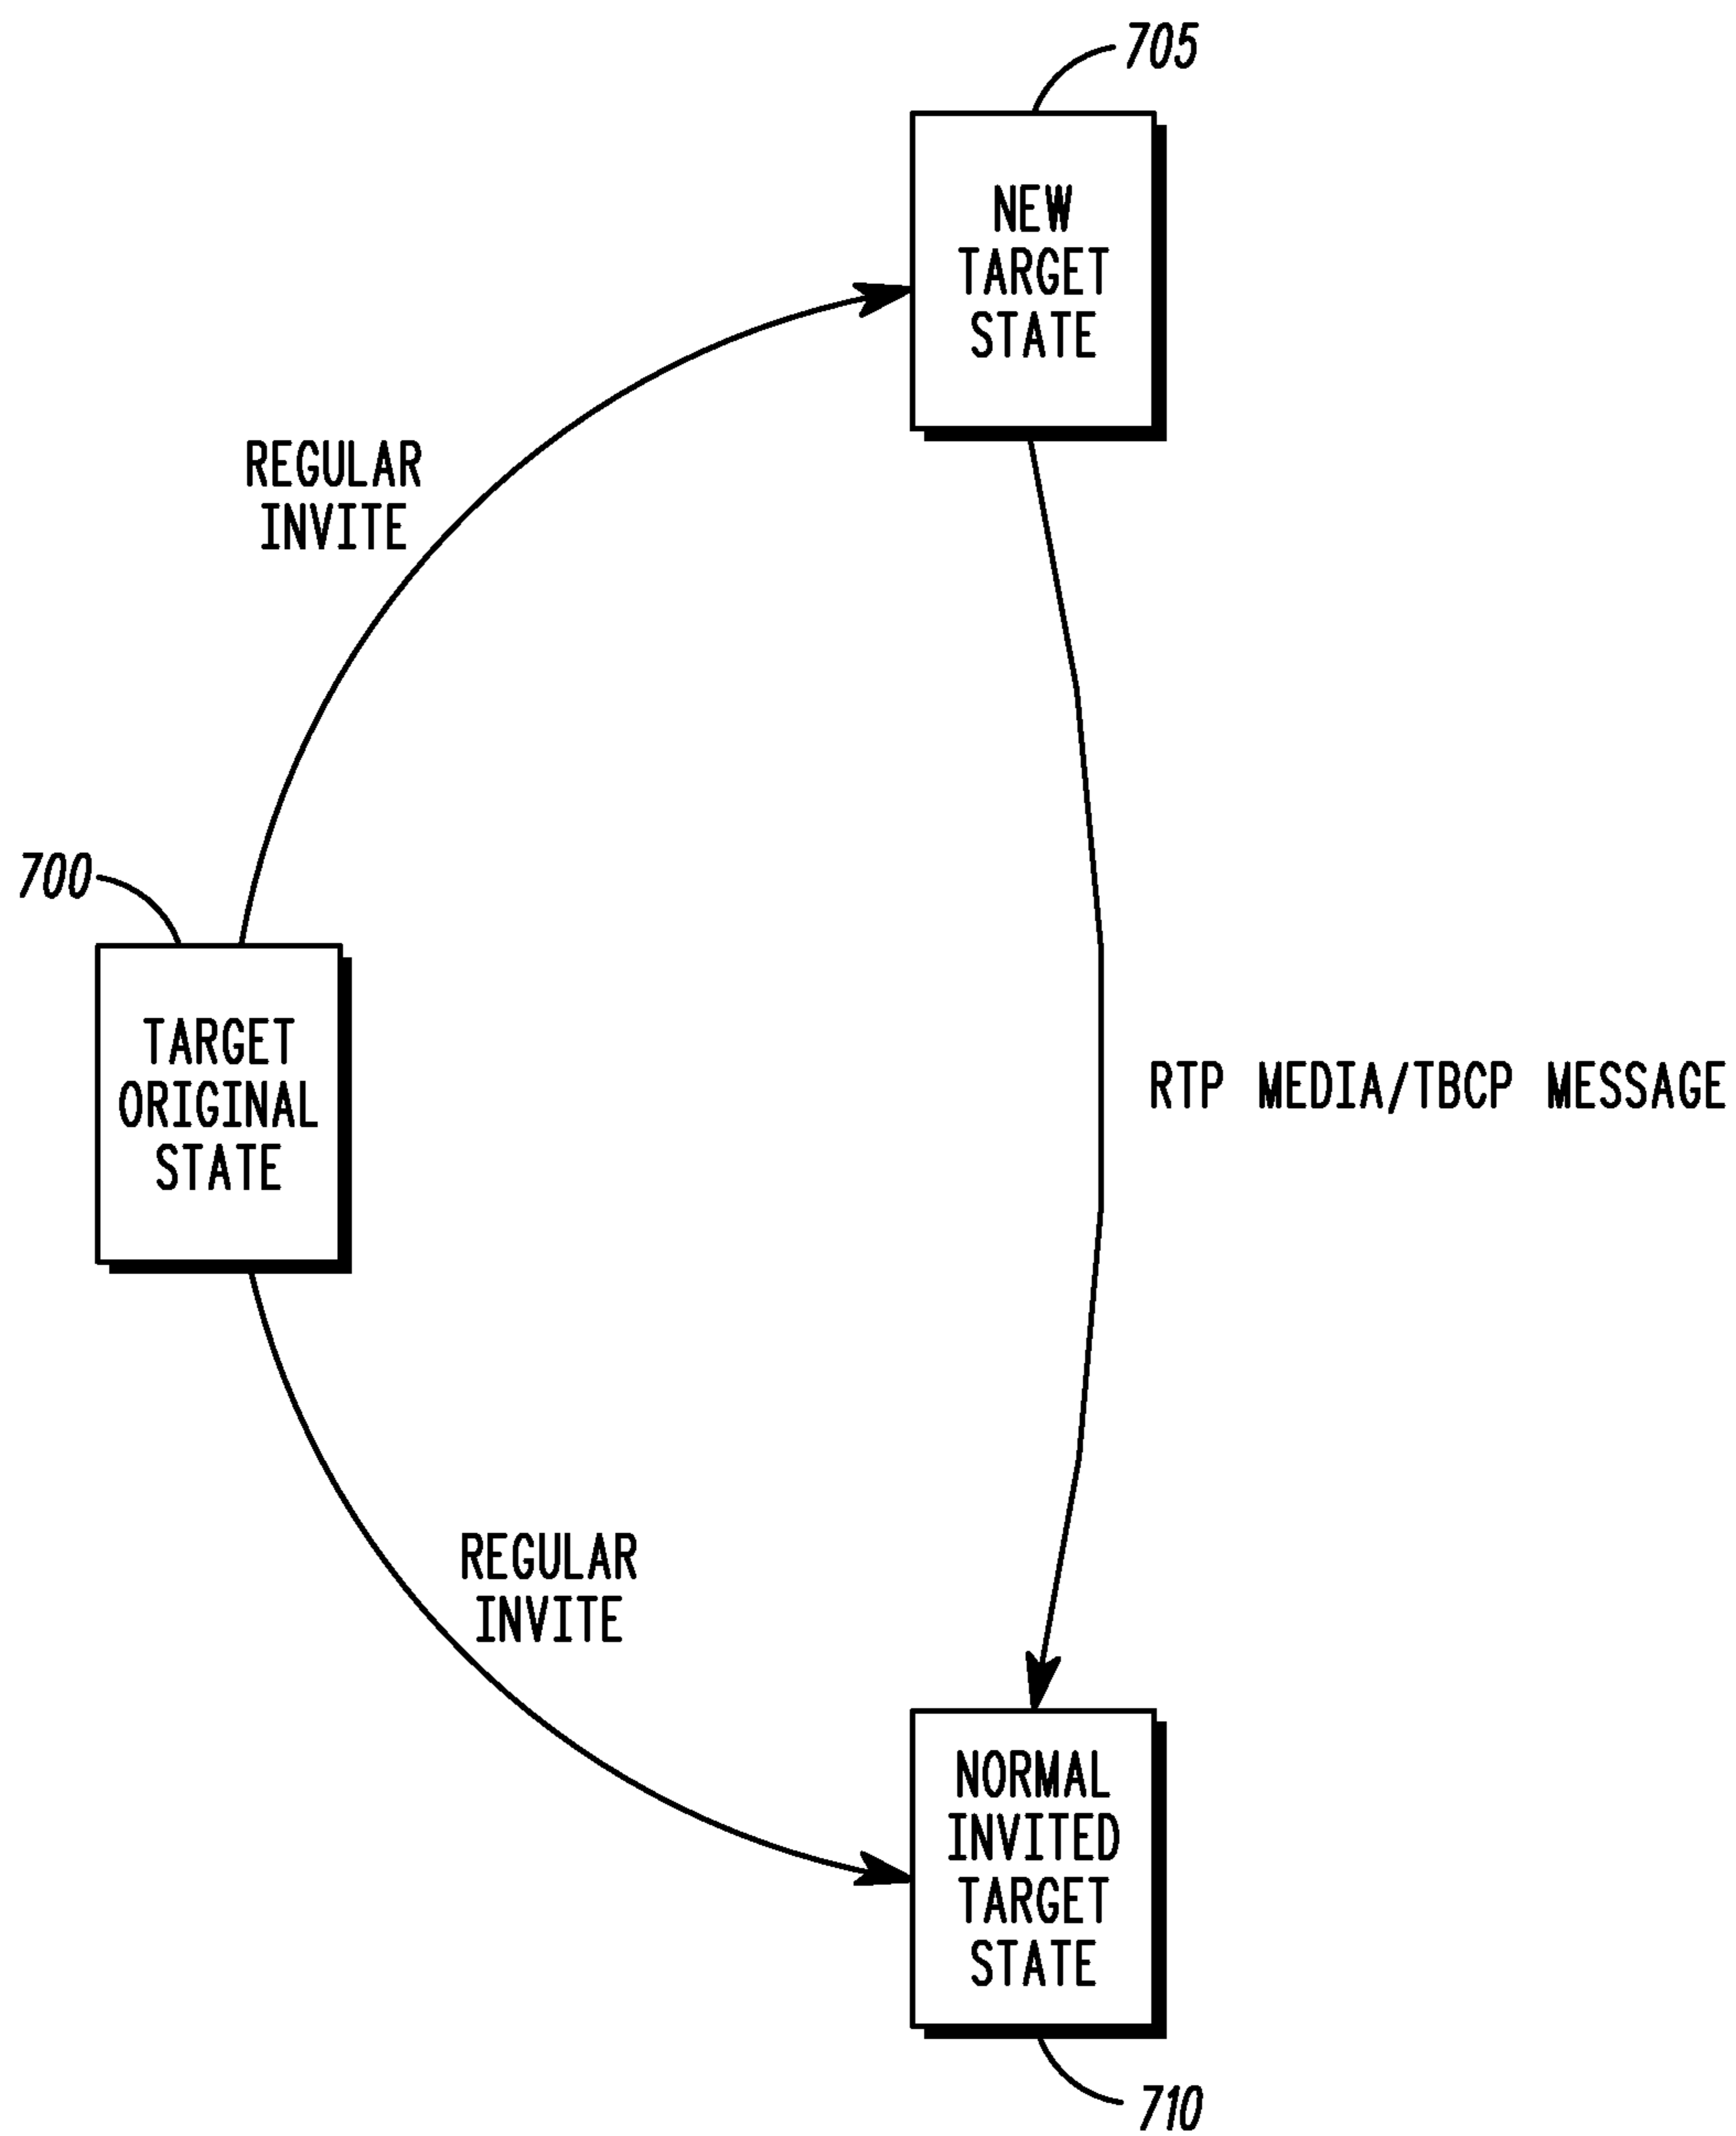 705
NEW
TARGET
STATE
REGULAR
INVITE
700
TARGET
ORIGINAL
STATE
RTP MEDIA/TBCP MESSAGE
REGULAR
INVITE
NORMAL
INVITED
TARGET
STATE
710